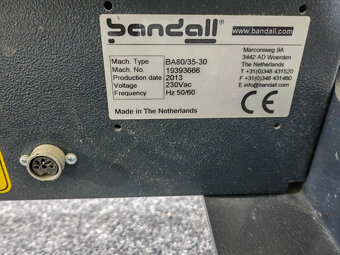 bandall
www.bandall.com
Marconiweg 9A
3442 AD Woerden
The Netherlands
T +31(0)348 431520
F +31(0)348 431480
E info@bandall.com
Mach. Type BA80/35-30
Mach. No. 19393666
Production date 2013
Voltage 230Vac
Frequency Hz 50/60
Made in The Netherlands
CE